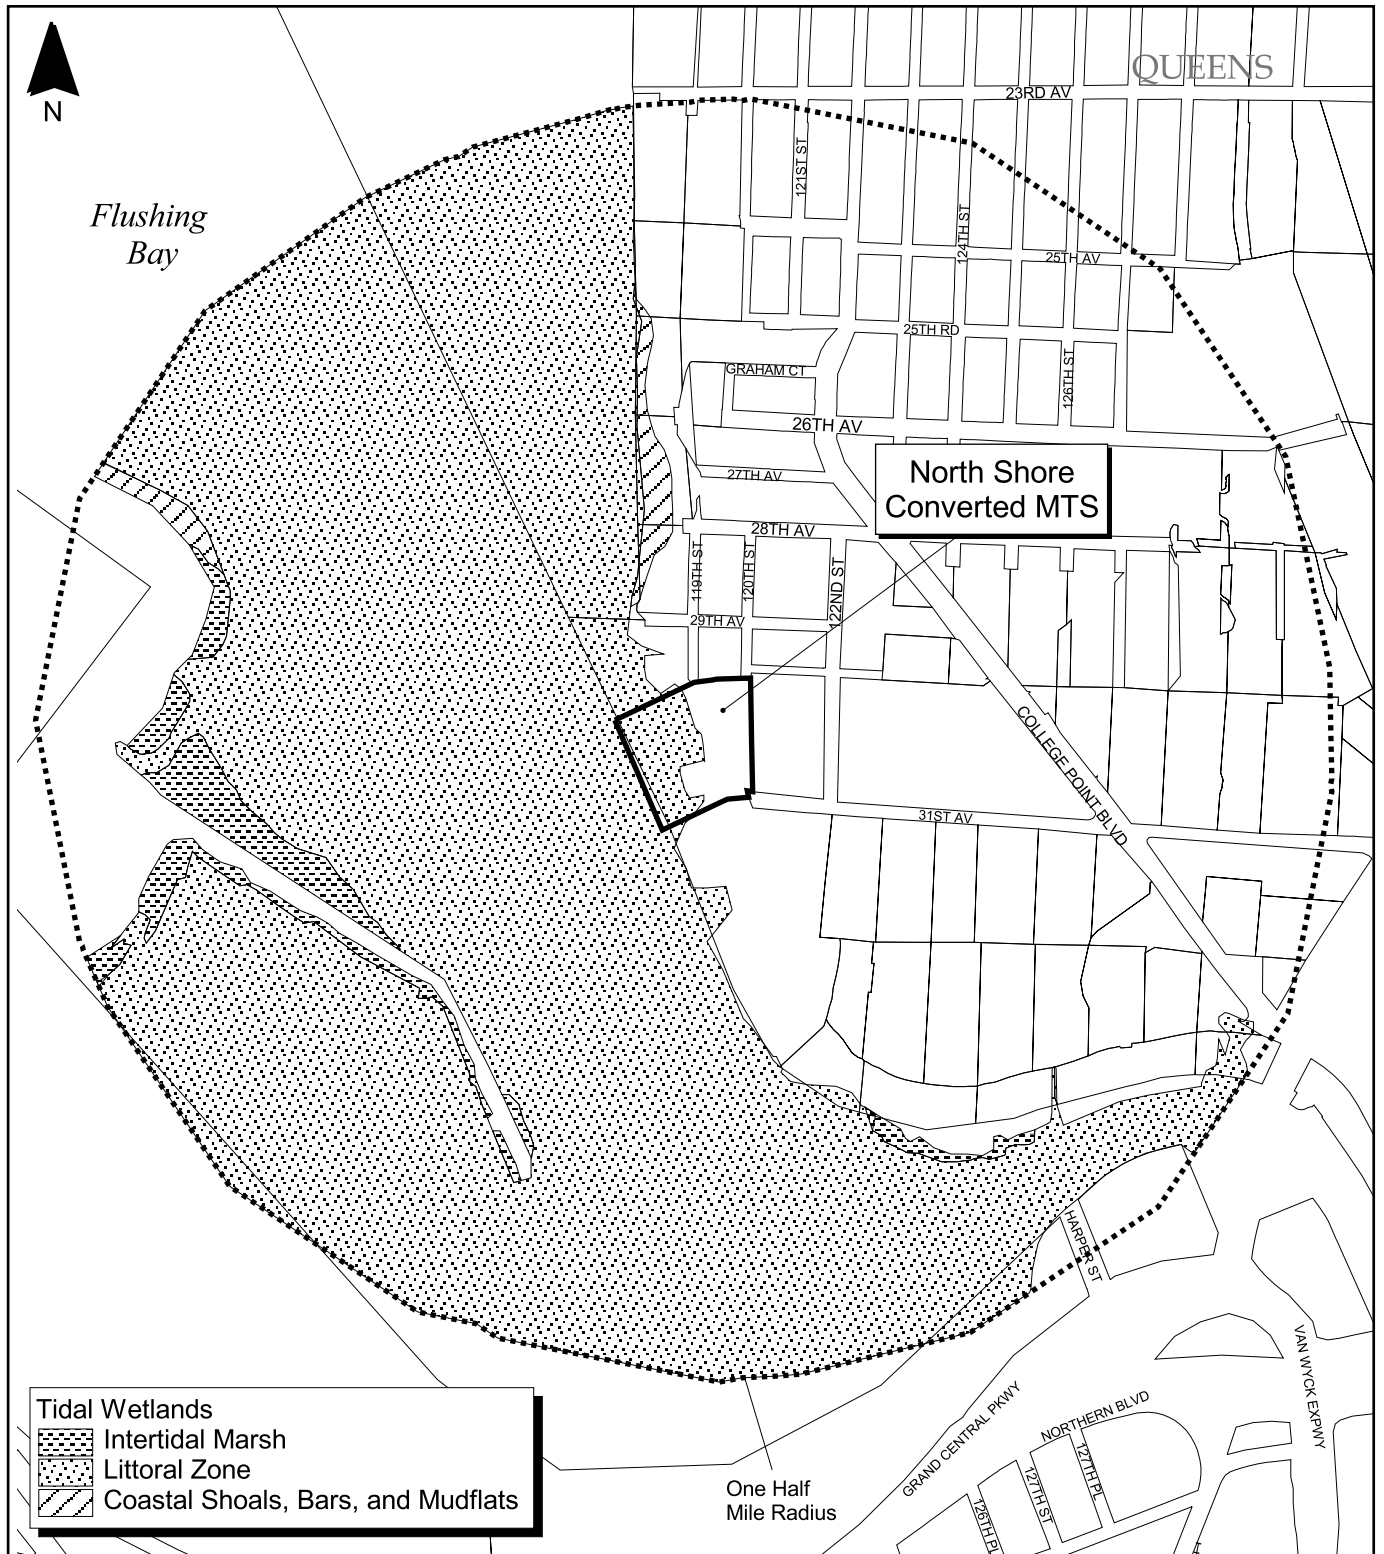 N
QUEENS
23RD AV
Flushing
Bay
121ST ST
124TH ST
25TH AV
25TH RD
GRAHAM CT
126TH ST
26TH AV
North Shore
Converted MTS
27TH AV
28TH AV
119TH ST
120TH ST
122ND ST
29TH AV
COLLEGE POINT BLVD
31ST AV
HARPER ST
VAN WYCK EXPWY
GRAND CENTRAL PKWY
NORTHERN BLVD
127TH PL
127TH ST
126TH PL
One Half
Mile Radius
Tidal Wetlands
Intertidal Marsh
Littoral Zone
Coastal Shoals, Bars, and Mudflats